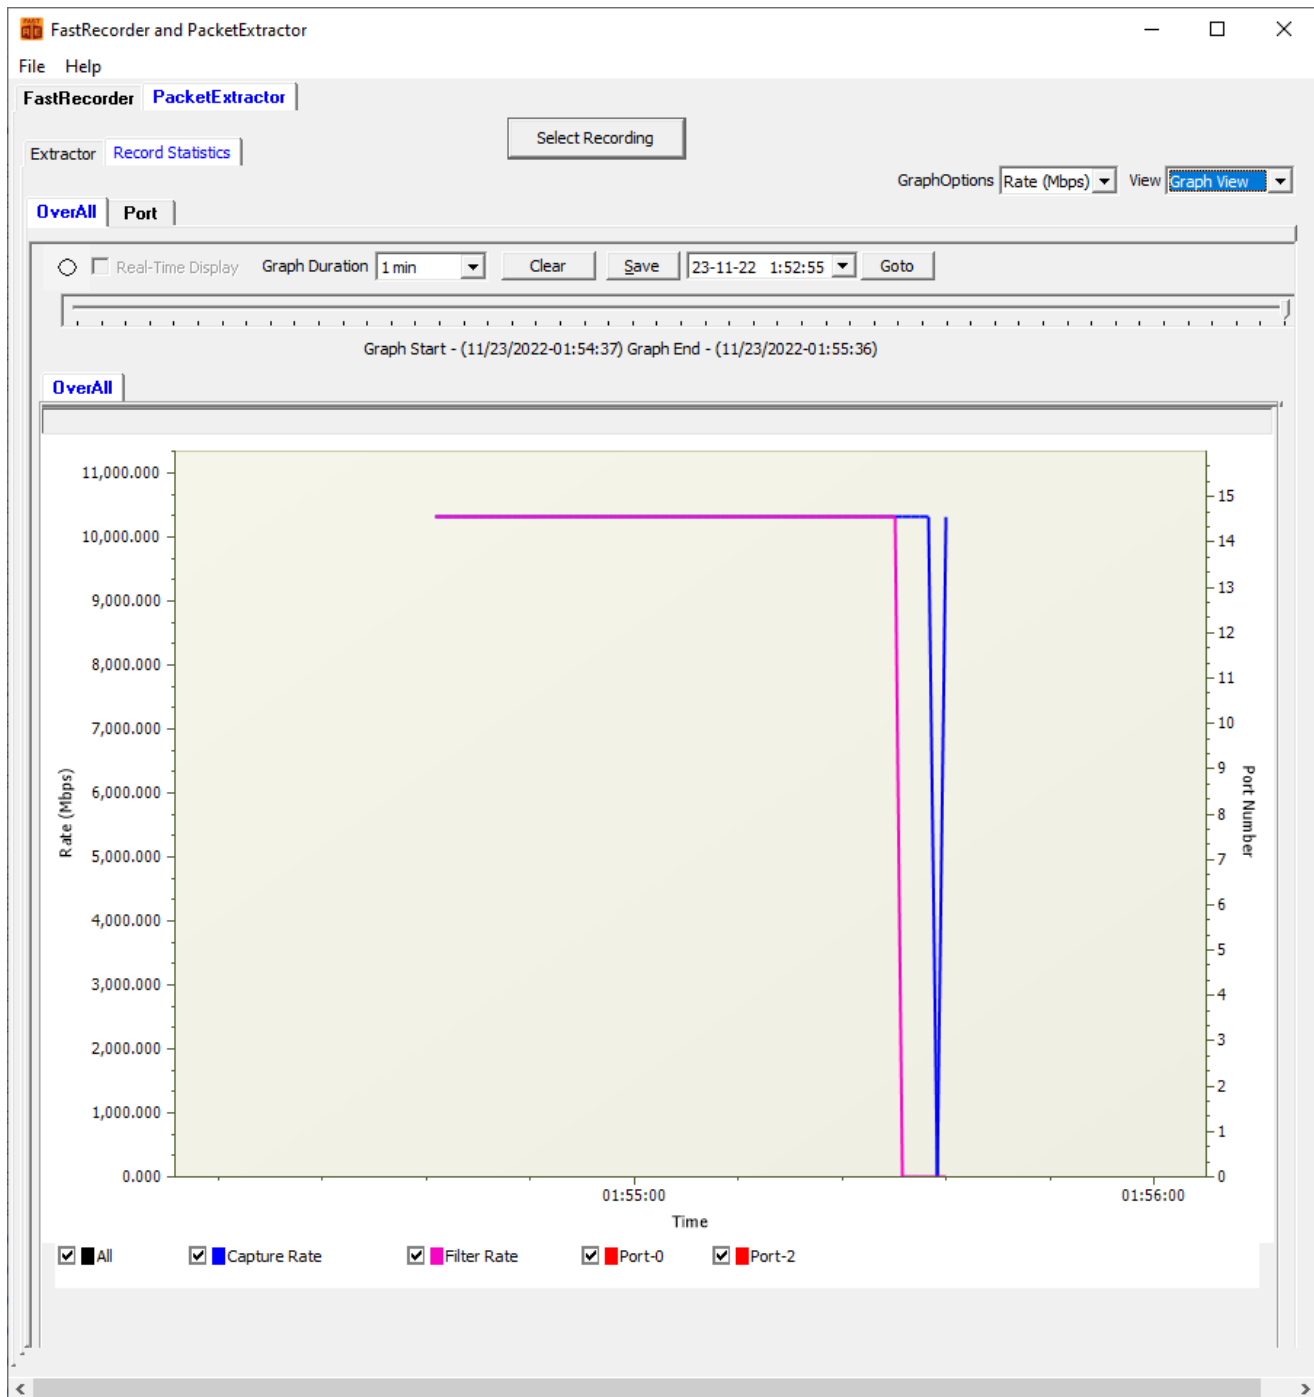 FastRecorder and PacketExtractor
File Help
FastRecorder PacketExtractor
Select Recording
Extractor Record Statistics
GraphOptions Rate (Mbps) View Graph View
OverAll Port
Real-Time Display Graph Duration 1 min Clear Save 23-11-22 1:52:55 Goto
Graph Start - (11/23/2022-01:54:37) Graph End - (11/23/2022-01:55:36)
OverAll
11,000.000
10,000.000
9,000.000
8,000.000
7,000.000
6,000.000
5,000.000
4,000.000
3,000.000
2,000.000
1,000.000
0.000
Rate (Mbps)
15
14
13
12
11
10
9
8
7
6
5
4
3
2
1
0
Port Number
01:55:00 01:56:00
Time
All Capture Rate Filter Rate Port-0 Port-2